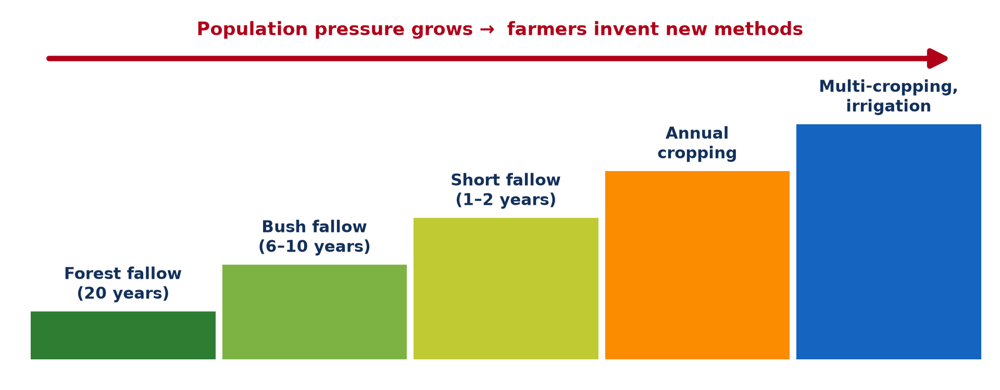 Population pressure grows →  farmers invent new methods
Multi-cropping,
irrigation
Annual
cropping
Short fallow
(1–2 years)
Bush fallow
(6–10 years)
Forest fallow
(20 years)